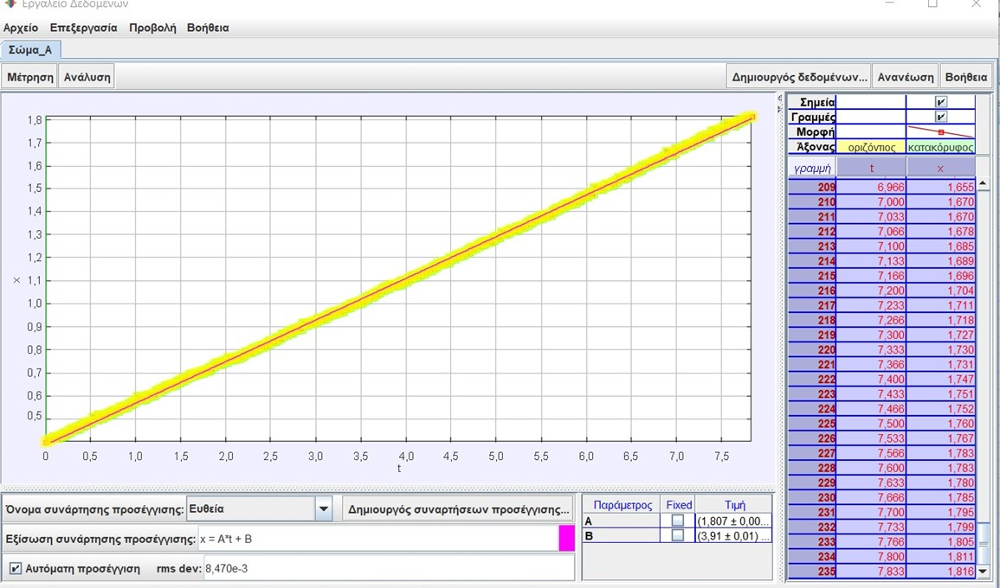 Εργαλείο Δεδομένων
Αρχείο Επεξεργασία Προβολή Βοήθεια
Σώμα_Α
Μέτρηση Ανάλυση Δημιουργός δεδομένων... Ανανέωση Βοήθεια
Σημεία
Γραμμές
Μορφή
Άξονας οριζόντιος κατακόρυφος
γραμμή t x
209 6,966 1,655
210 7,000 1,670
211 7,033 1,670
212 7,066 1,678
213 7,100 1,685
214 7,133 1,689
215 7,166 1,696
216 7,200 1,704
217 7,233 1,711
218 7,266 1,718
219 7,300 1,727
220 7,333 1,730
221 7,366 1,731
222 7,400 1,747
223 7,433 1,751
224 7,466 1,752
225 7,500 1,760
226 7,533 1,767
227 7,566 1,783
228 7,600 1,783
229 7,633 1,780
230 7,666 1,785
231 7,700 1,795
232 7,733 1,799
233 7,766 1,805
234 7,800 1,811
235 7,833 1,816
1,8
1,7
1,6
1,5
1,4
1,3
1,2
x 1,1
1,0
0,9
0,8
0,7
0,6
0,5
0 0,5 1,0 1,5 2,0 2,5 3,0 3,5 4,0 4,5 5,0 5,5 6,0 6,5 7,0 7,5
t
Όνομα συνάρτησης προσέγγισης: Ευθεία Δημιουργός συναρτήσεων προσέγγισης...
Εξίσωση συνάρτησης προσέγγισης: x = A*t + B
Αυτόματη προσέγγιση rms dev: 8,470e-3
Παράμετρος Fixed Τιμή
A (1,807 ± 0,00...
B (3,91 ± 0,01) ...